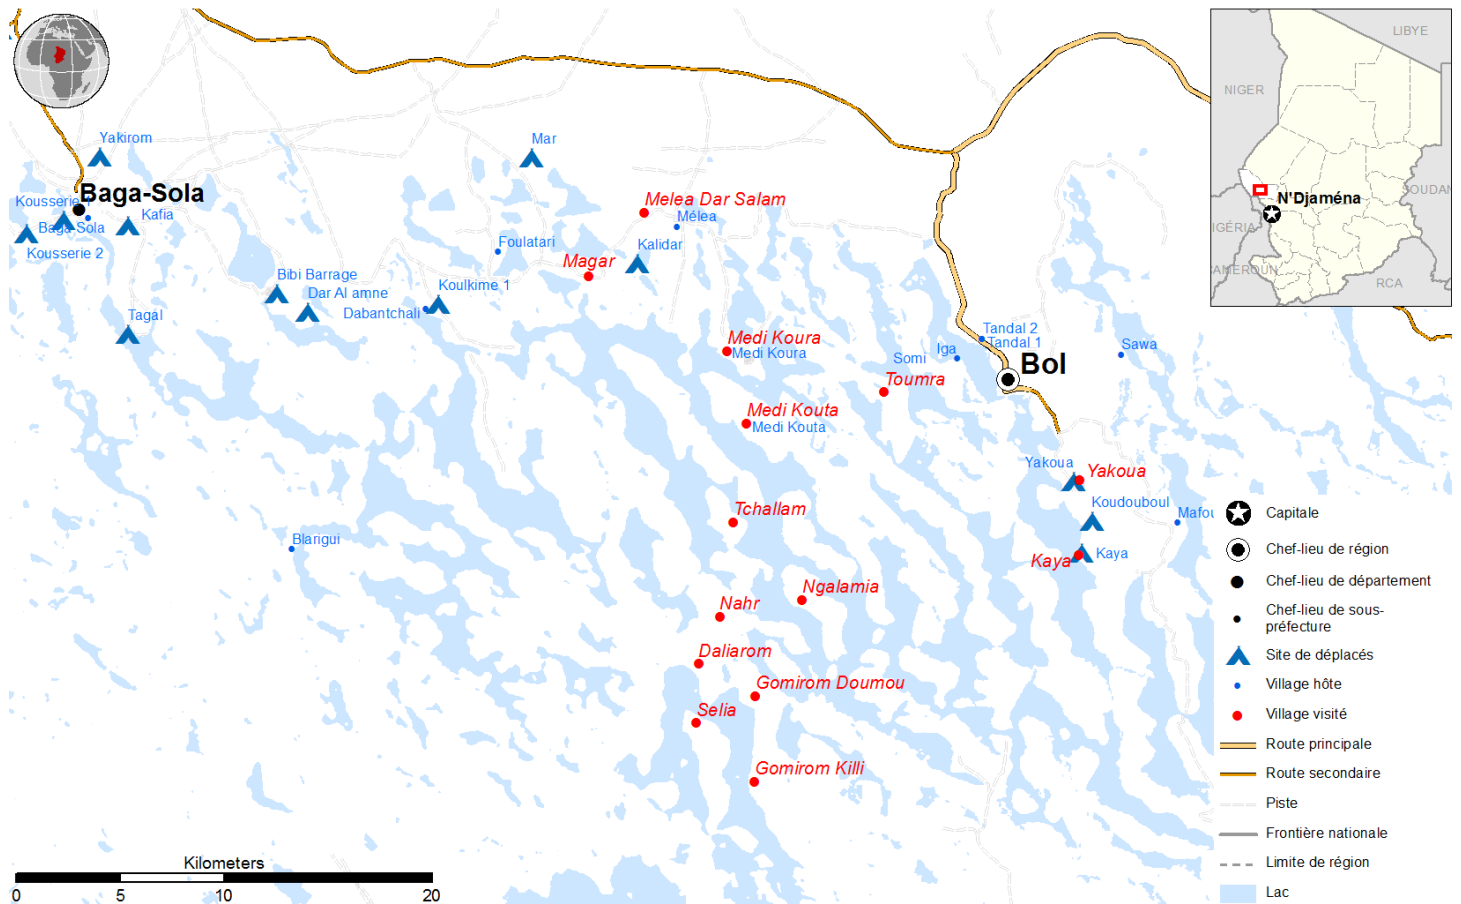 LIBYE
NIGER
SOUDAN
N'Djaména
NIGÉRIA
CAMEROUN
RCA
Yakirom
Mar
Baga-Sola
Kousserie 1
Kafia
Baga-Sola
Kousserie 2
Melea Dar Salam
Mélea
Foulatari
Kalidar
Magar
Bibi Barrage
Dar Al amne
Koulkime 1
Dabantchali
Tagal
Medi Koura
Medi Koura
Tandal 2
Tandal 1
Iga
Somi
Sawa
Bol
Toumra
Medi Kouta
Medi Kouta
Yakoua
Yakoua
Koudouboul
Mafou
Tchallam
Blarigui
Kaya
Kaya
Ngalamia
Nahr
Daliarom
Gomirom Doumou
Selia
Gomirom Killi
Capitale
Chef-lieu de région
Chef-lieu de département
Chef-lieu de sous-
préfecture
Site de déplacés
Village hôte
Village visité
Route principale
Route secondaire
Piste
Frontière nationale
Limite de région
Lac
Kilometers
0 5 10 20